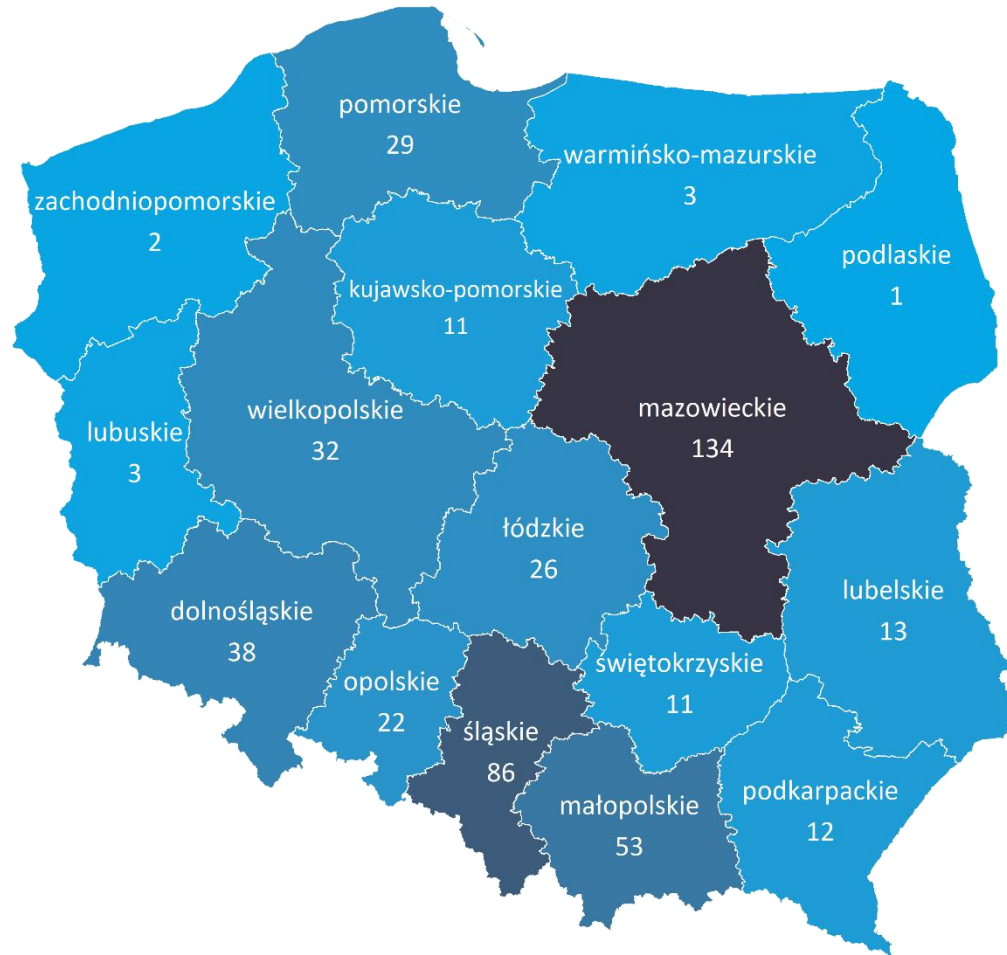 pomorskie
29
warmińsko-mazurskie
3
zachodniopomorskie
2
podlaskie
1
kujawsko-pomorskie
11
wielkopolskie
32
mazowieckie
134
lubuskie
3
łódzkie
26
lubelskie
13
dolnośląskie
38
świętokrzyskie
11
opolskie
22
śląskie
86
małopolskie
53
podkarpackie
12